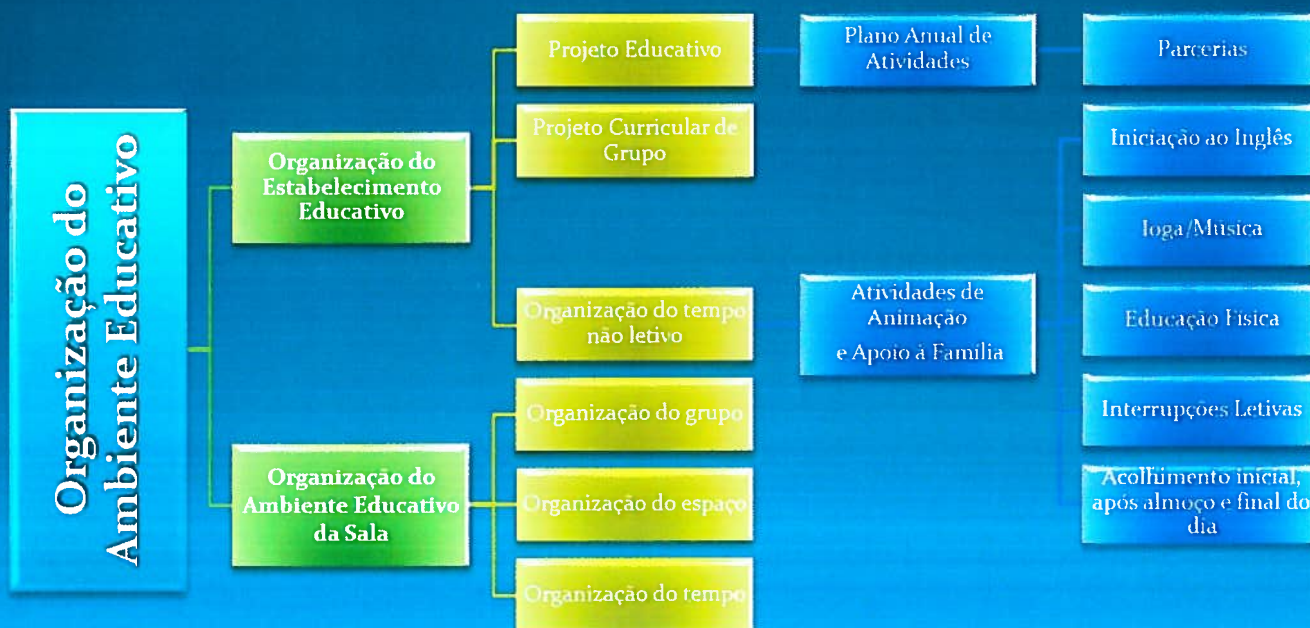 Organização do
Ambiente Educativo
Organização do
Estabelecimento
Educativo
Projeto Educativo
Plano Anual de
Atividades
Parcerias
Projeto Curricular de
Grupo
Organização do tempo
não letivo
Atividades de
Animação
e Apoio à Família
Iniciação ao Inglês
Ioga/Música
Educação Física
Interrupções Letivas
Acolhimento inicial,
após almoço e final do
dia
Organização do
Ambiente Educativo
da Sala
Organização do grupo
Organização do espaço
Organização do tempo